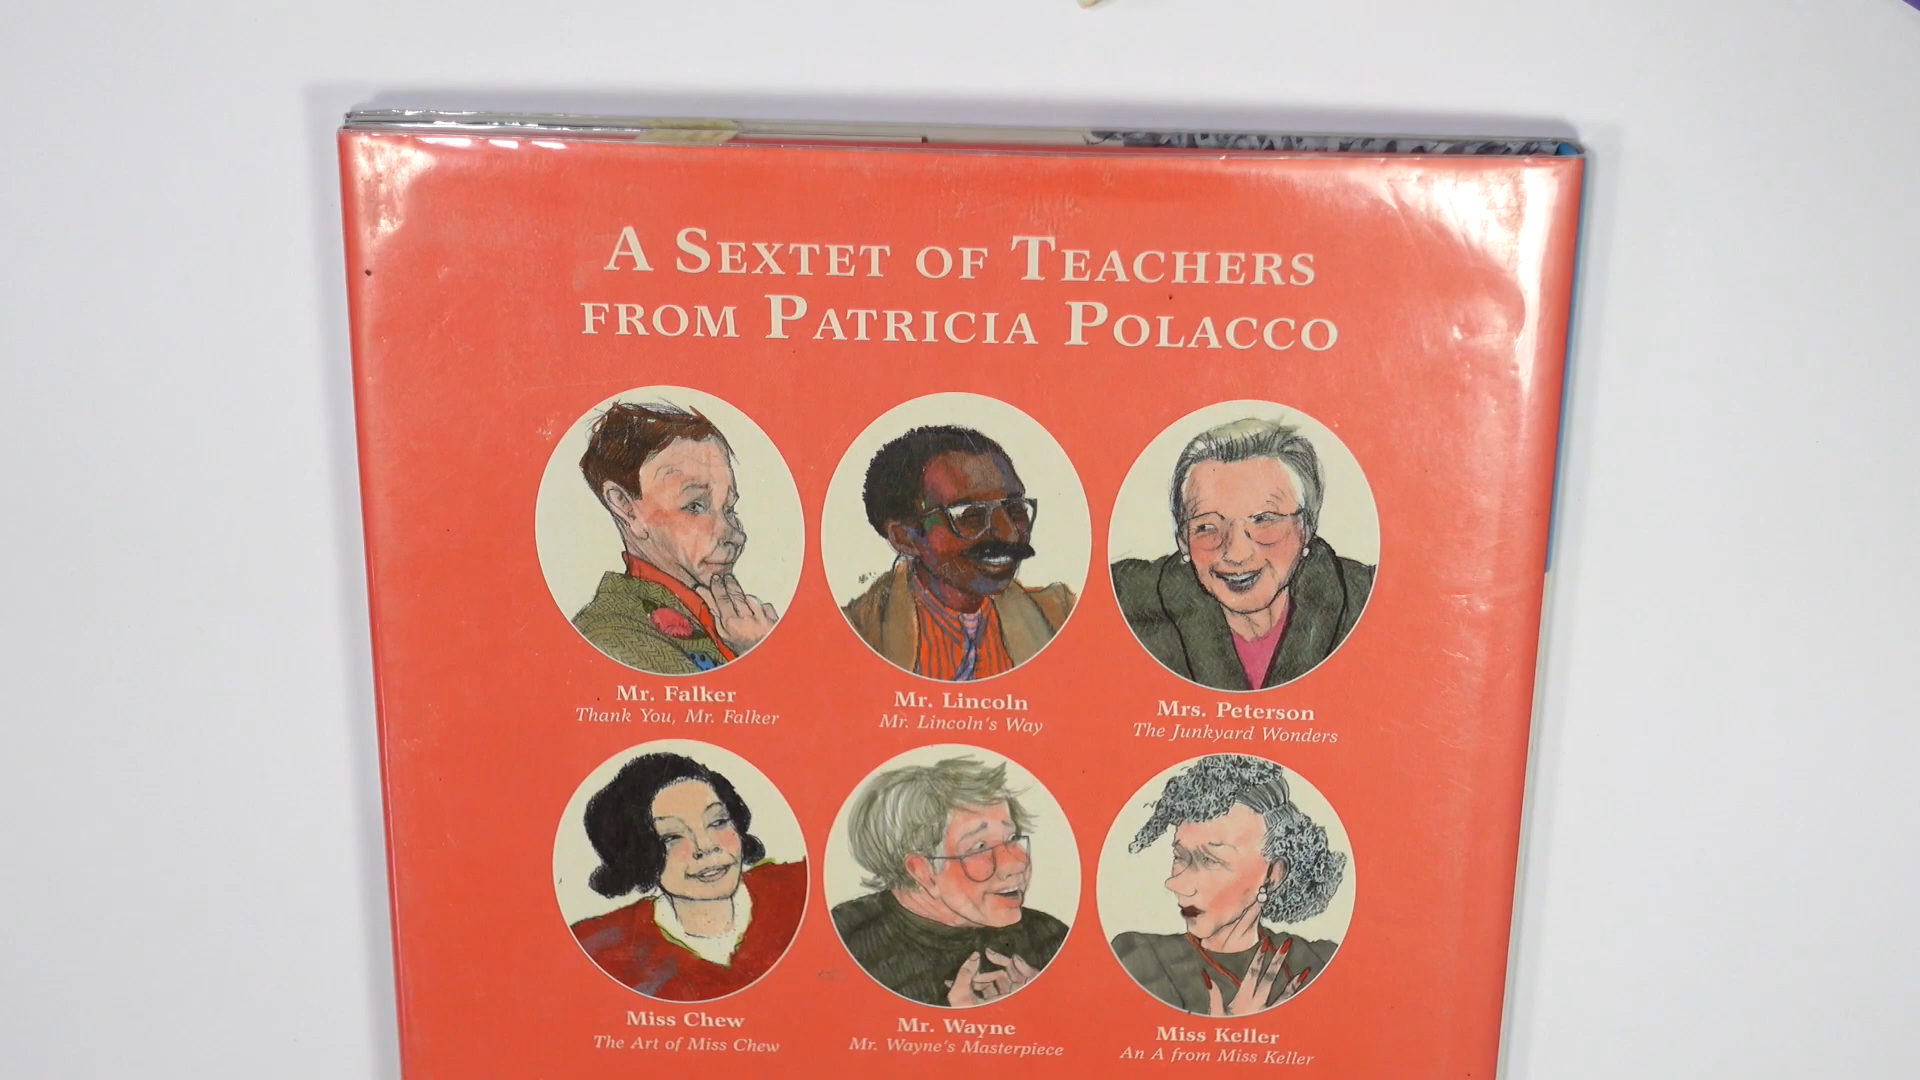 A SEXTET OF TEACHERS
FROM PATRICIA POLACCO
Mr. Falker
Thank You, Mr. Falker
Mr. Lincoln
Mr. Lincoln's Way
Mrs. Peterson
The Junkyard Wonders
Miss Chew
The Art of Miss Chew
Mr. Wayne
Mr. Wayne's Masterpiece
Miss Keller
An A from Miss Keller